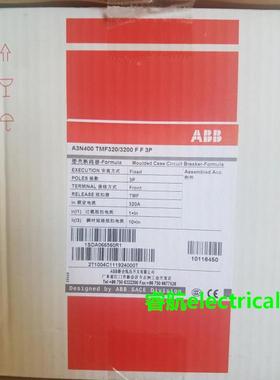 ABB
A3N400 TMF320/3200 F F 3P
塑壳断路器-Formula Moulded Case Circuit Breaker-Formula
EXECUTION 安装方式 Fixed Assembled Acc.
POLES 极数 3P
TERMINAL 接线方式 Front
RELEASE 脱扣器 TMF
In 额定电流 320A
I1 过载脱扣电流 1×In
I3 瞬时短路脱扣电流 10×In
1SDA066560R1
2T1004C111924000T
10116450
Designed by ABB SACE Division
睿航electrical